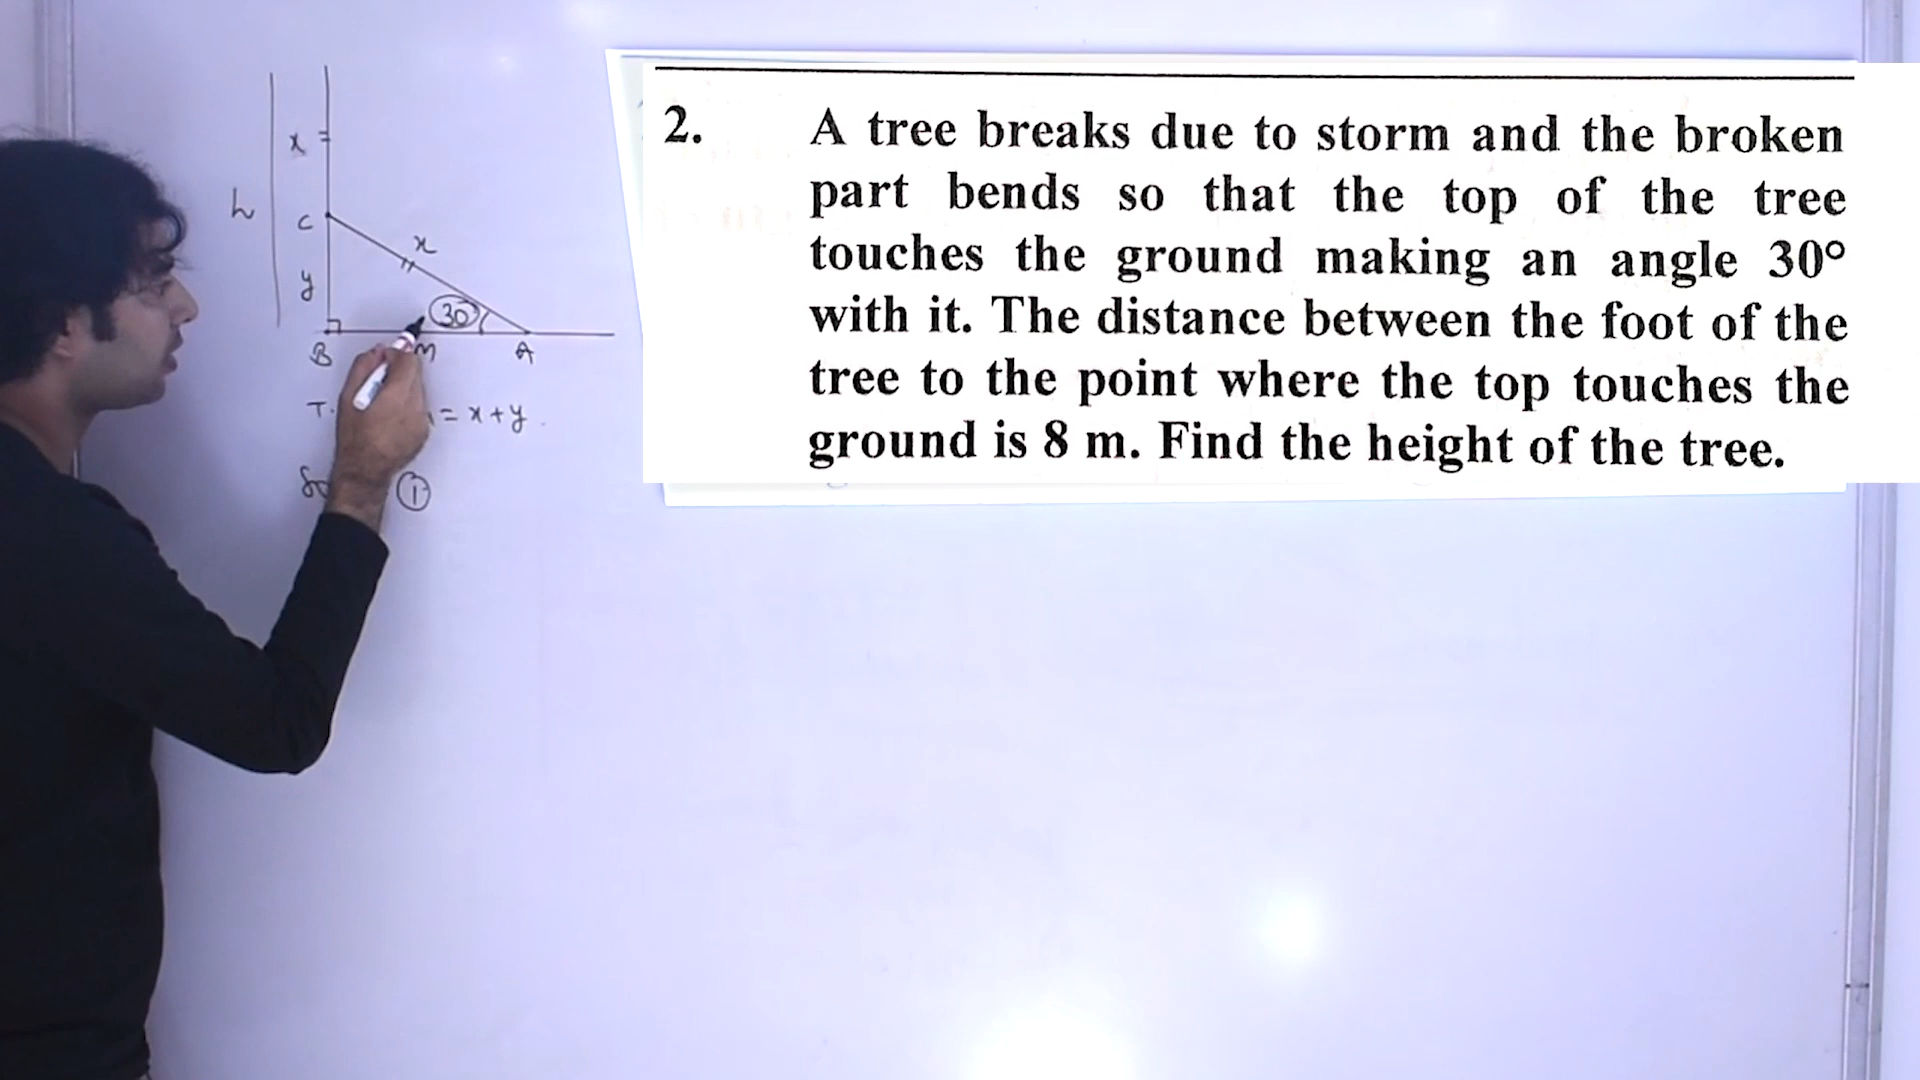 2. A tree breaks due to storm and the broken
part bends so that the top of the tree
touches the ground making an angle 30°
with it. The distance between the foot of the
tree to the point where the top touches the
ground is 8 m. Find the height of the tree.
x
h
C
x
y
30°
B
M
A
T.
= x + y.
①